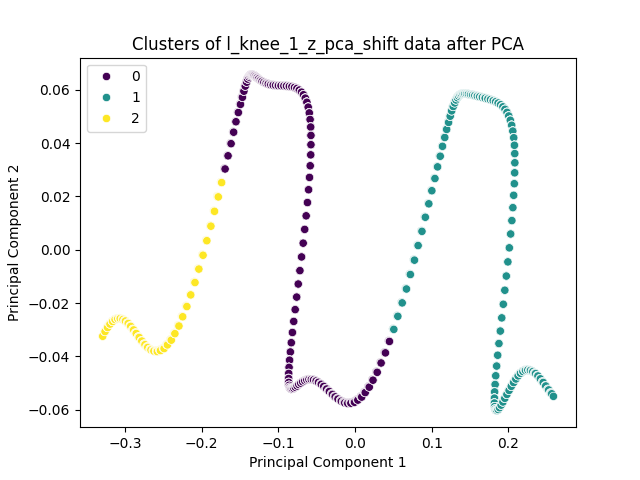 Clusters of l_knee_1_z_pca_shift data after PCA
0
1
2
0.06
0.04
0.02
0.00
−0.02
−0.04
−0.06
Principal Component 2
−0.3 −0.2 −0.1 0.0 0.1 0.2
Principal Component 1